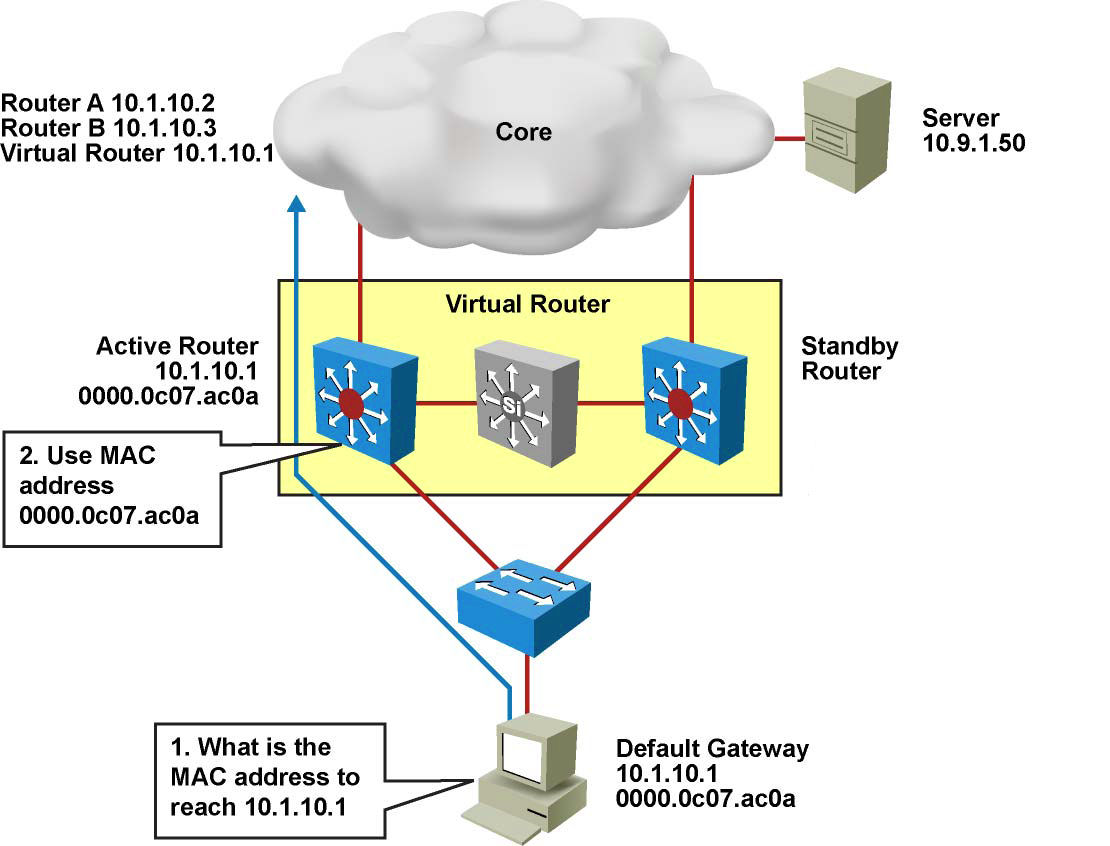 Router A 10.1.10.2
Router B 10.1.10.3
Virtual Router 10.1.10.1
Core
Server
10.9.1.50
Virtual Router
Active Router
10.1.10.1
0000.0c07.ac0a
Si
Standby
Router
2. Use MAC
address
0000.0c07.ac0a
1. What is the
MAC address to
reach 10.1.10.1
Default Gateway
10.1.10.1
0000.0c07.ac0a